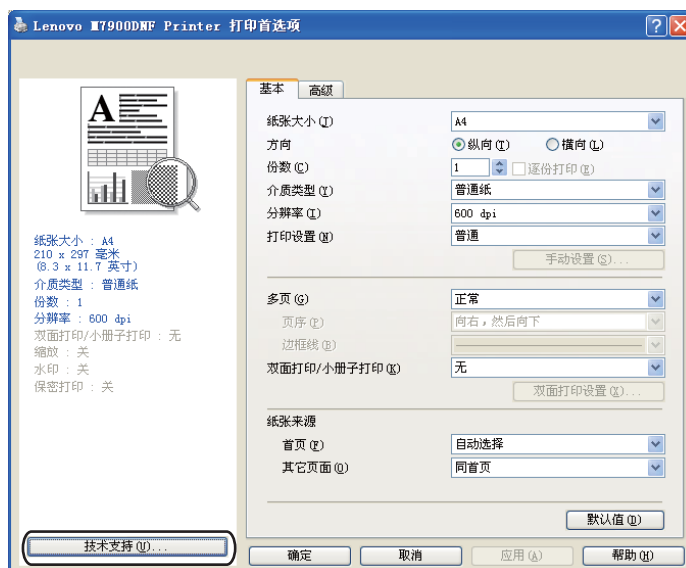 Lenovo M7900DNF Printer 打印首选项
基本 高级
A
纸张大小 : A4
210 x 297 毫米
(8.3 x 11.7 英寸)
介质类型 : 普通纸
份数 : 1
分辨率 : 600 dpi
双面打印/小册子打印 : 无
缩放 : 关
水印 : 关
保密打印 : 关
技术支持(U)...
纸张大小(I) A4
方向 纵向(T) 横向(L)
份数(C) 1 逐份打印(E)
介质类型(Y) 普通纸
分辨率(I) 600 dpi
打印设置(N) 普通
手动设置(S)...
多页(G) 正常
页序(P) 向右，然后向下
边框线(B)
双面打印/小册子打印(K) 无
双面打印设置(X)...
纸张来源
首页(F) 自动选择
其它页面(O) 同首页
默认值(D)
确定 取消 应用(A) 帮助(H)